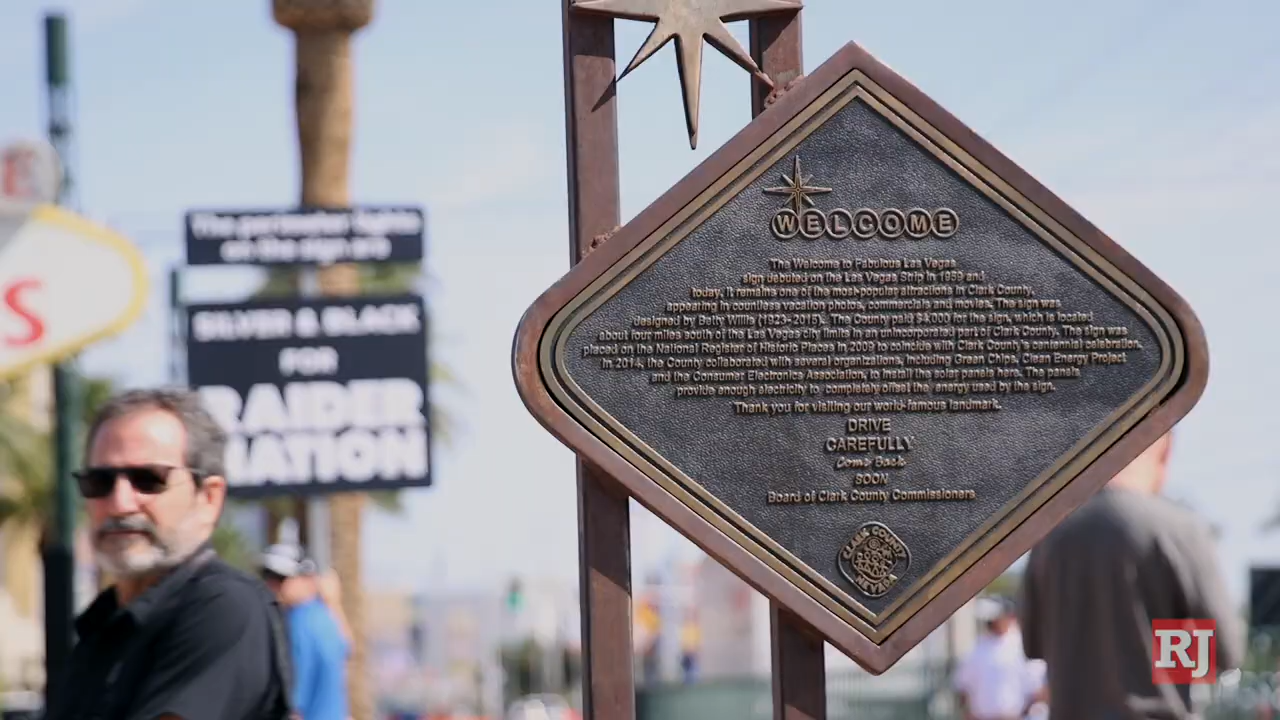 The perimeter lights
on the sign are
SILVER & BLACK
FOR
RAIDER
NATION
S
WELCOME
The Welcome to Fabulous Las Vegas
sign debuted on the Las Vegas Strip in 1959 and
today, it remains one of the most-popular attractions in Clark County,
appearing in countless vacation photos, commercials and movies. The sign was
designed by Betty Willis (1923-2015). The County paid $4,000 for the sign, which is located
about four miles south of the Las Vegas city limits in an unincorporated part of Clark County. The sign was
placed on the National Register of Historic Places in 2009 to coincide with Clark County's centennial celebration.
In 2014, the County collaborated with several organizations, including Green Chips, Clean Energy Project
and the Consumer Electronics Association, to install the solar panels here. The panels
provide enough electricity to completely offset the energy used by the sign.
Thank you for visiting our world-famous landmark.
DRIVE
CAREFULLY
Come Back
SOON
Board of Clark County Commissioners
CLARK COUNTY
NEVADA
RJ